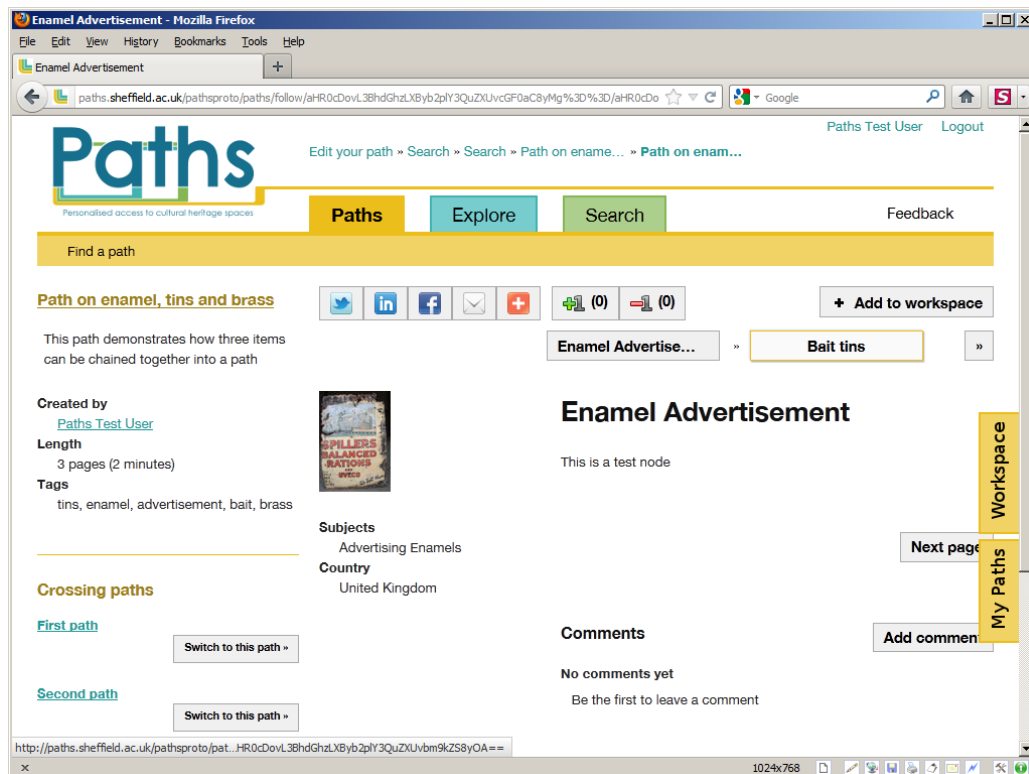 Enamel Advertisement - Mozilla Firefox
File Edit View History Bookmarks Tools Help
Enamel Advertisement +
paths.sheffield.ac.uk/pathsproto/paths/follow/aHR0cDovL3BhdGhzLXByb2plY3QuZXUvcGF0aC8yMg%3D%3D/aHR0cDo Google S
Paths Test User Logout
Paths
Personalised access to cultural heritage spaces
Edit your path » Search » Search » Path on ename... » Path on enam...
Paths Explore Search Feedback
Find a path
Path on enamel, tins and brass
This path demonstrates how three items
can be chained together into a path
Created by
Paths Test User
Length
3 pages (2 minutes)
Tags
tins, enamel, advertisement, bait, brass
Crossing paths
First path
Switch to this path »
Second path
Switch to this path »
in f +1 (0) -1 (0) + Add to workspace
Enamel Advertise... » Bait tins »
SPILLERS
BALANCED
RATIONS
Subjects
Advertising Enamels
Country
United Kingdom
Enamel Advertisement
This is a test node
Next page
Comments Add comment
No comments yet
Be the first to leave a comment
Workspace
My Paths
http://paths.sheffield.ac.uk/pathsproto/pat...HR0cDovL3BhdGhzLXByb2plY3QuZXUvbm9kZS8yOA==
x 1024x768